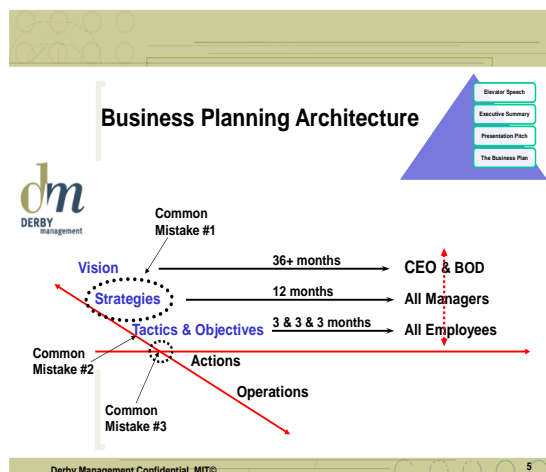 Elevator Speech
Executive Summary
Presentation Pitch
The Business Plan
Business Planning Architecture
dm
DERBY
management
Common
Mistake #1
Vision
36+ months
CEO & BOD
Strategies
12 months
All Managers
Tactics & Objectives
3 & 3 & 3 months
All Employees
Common
Mistake #2
Actions
Operations
Common
Mistake #3
Derby Management Confidential MIT©
5